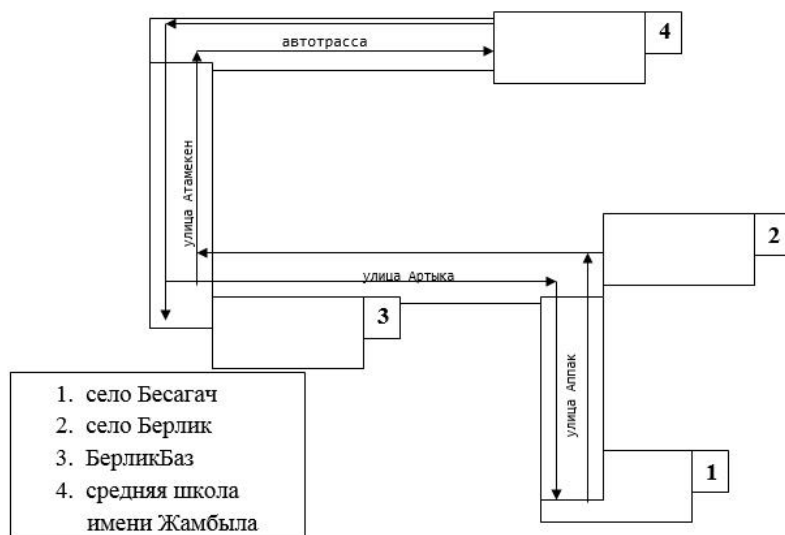 автотрасса
4
улица Атамекен
2
улица Артыка
3
улица Аппак
1
1. село Бесагач
2. село Берлик
3. БерликБаз
4. средняя школа
имени Жамбыла